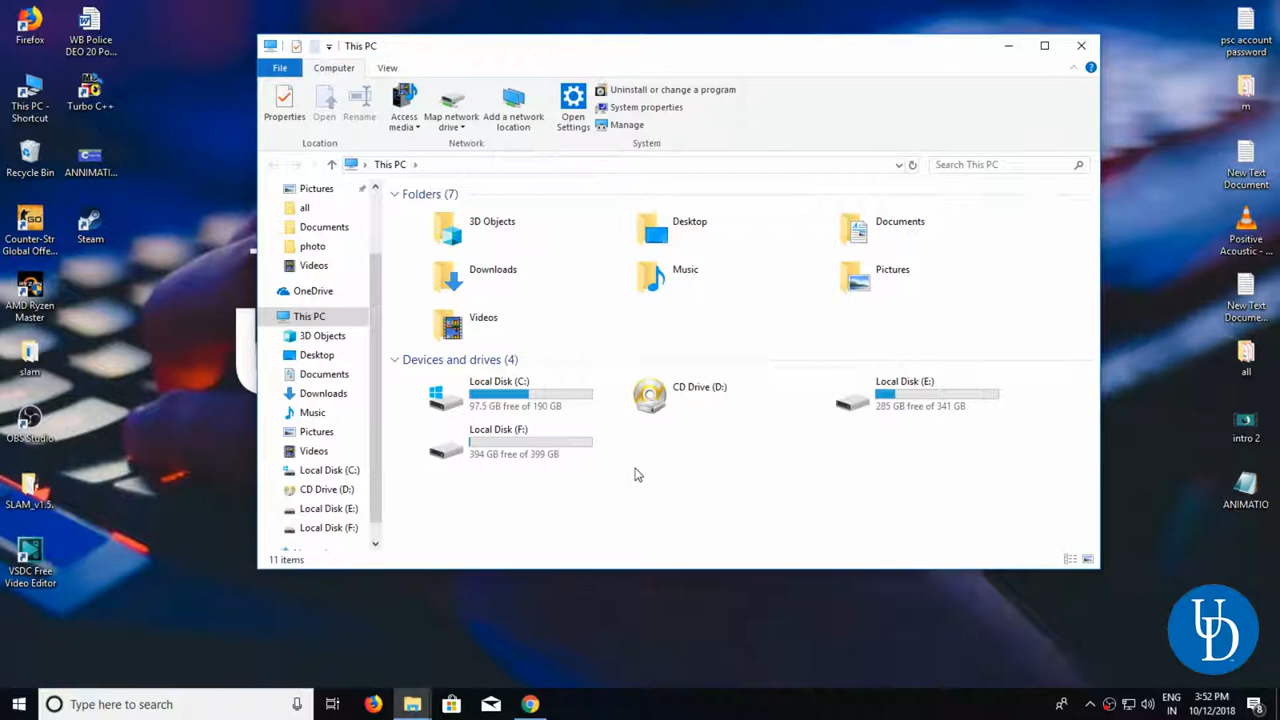 Firefox
WB Police
DEO 20 Po...
This PC -
Shortcut
Turbo C++
Recycle Bin
ANNIMATI...
Counter-Str
Global Offe...
Steam
AMD Ryzen
Master
slam
OBS Studio
SLAM_v1.5.
VSDC Free
Video Editor
This PC
File
Computer
View
Properties
Open
Rename
Access
media
Map network
drive
Add a network
location
Open
Settings
Uninstall or change a program
System properties
Manage
Location
Network
System
This PC
Search This PC
Pictures
all
Documents
photo
Videos
OneDrive
This PC
3D Objects
Desktop
Documents
Downloads
Music
Pictures
Videos
Local Disk (C:)
CD Drive (D:)
Local Disk (E:)
Local Disk (F:)
Folders (7)
3D Objects
Desktop
Documents
Downloads
Music
Pictures
Videos
Devices and drives (4)
Local Disk (C:)
97.5 GB free of 190 GB
CD Drive (D:)
Local Disk (E:)
285 GB free of 341 GB
Local Disk (F:)
394 GB free of 399 GB
11 items
psc account
password
m
New Text
Document
Positive
Acoustic - ...
New Text
Docume...
all
intro 2
ANIMATIO
UD
Type here to search
ENG
IN
3:52 PM
10/12/2018
8